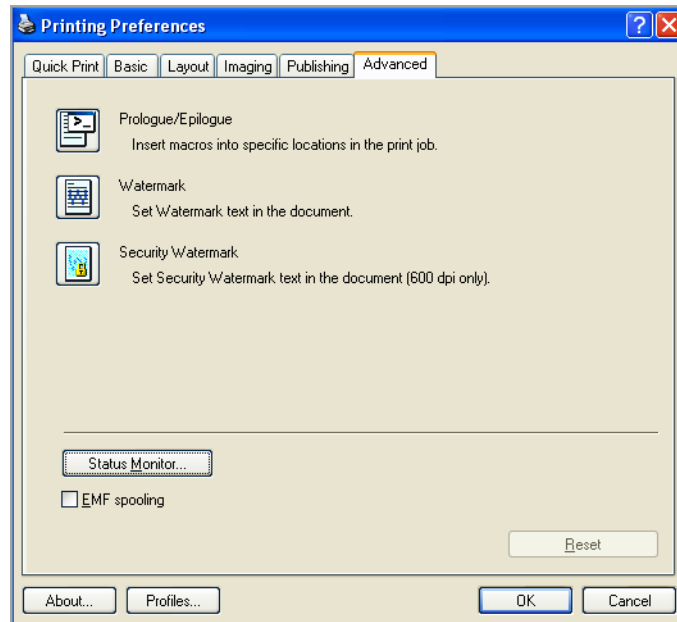 Printing Preferences
Quick Print Basic Layout Imaging Publishing Advanced
Prologue/Epilogue
Insert macros into specific locations in the print job.
Watermark
Set Watermark text in the document.
Security Watermark
Set Security Watermark text in the document (600 dpi only).
Status Monitor...
EMF spooling
Reset
About... Profiles... OK Cancel